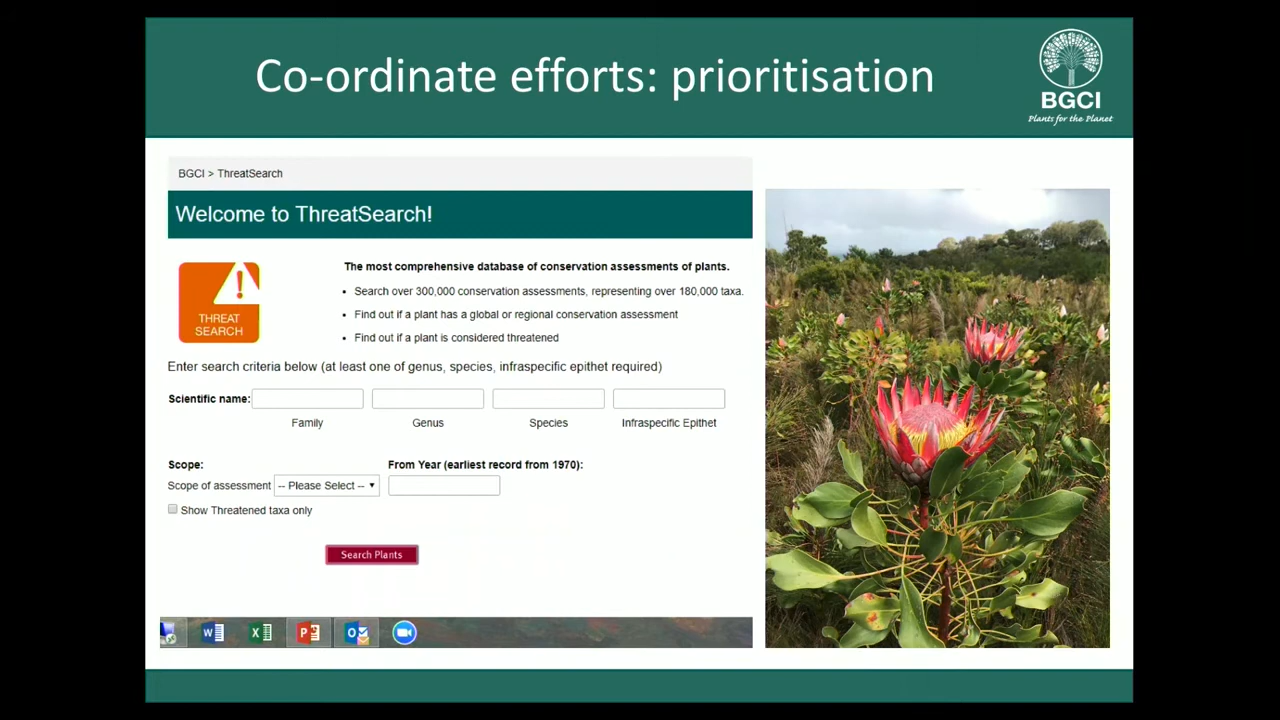 Co-ordinate efforts: prioritisation
BGCI
Plants for the Planet
BGCI > ThreatSearch
Welcome to ThreatSearch!
THREAT
SEARCH
The most comprehensive database of conservation assessments of plants.
• Search over 300,000 conservation assessments, representing over 180,000 taxa.
• Find out if a plant has a global or regional conservation assessment
• Find out if a plant is considered threatened
Enter search criteria below (at least one of genus, species, infraspecific epithet required)
Scientific name:
Family Genus Species Infraspecific Epithet
Scope: From Year (earliest record from 1970):
Scope of assessment -- Please Select --
Show Threatened taxa only
Search Plants